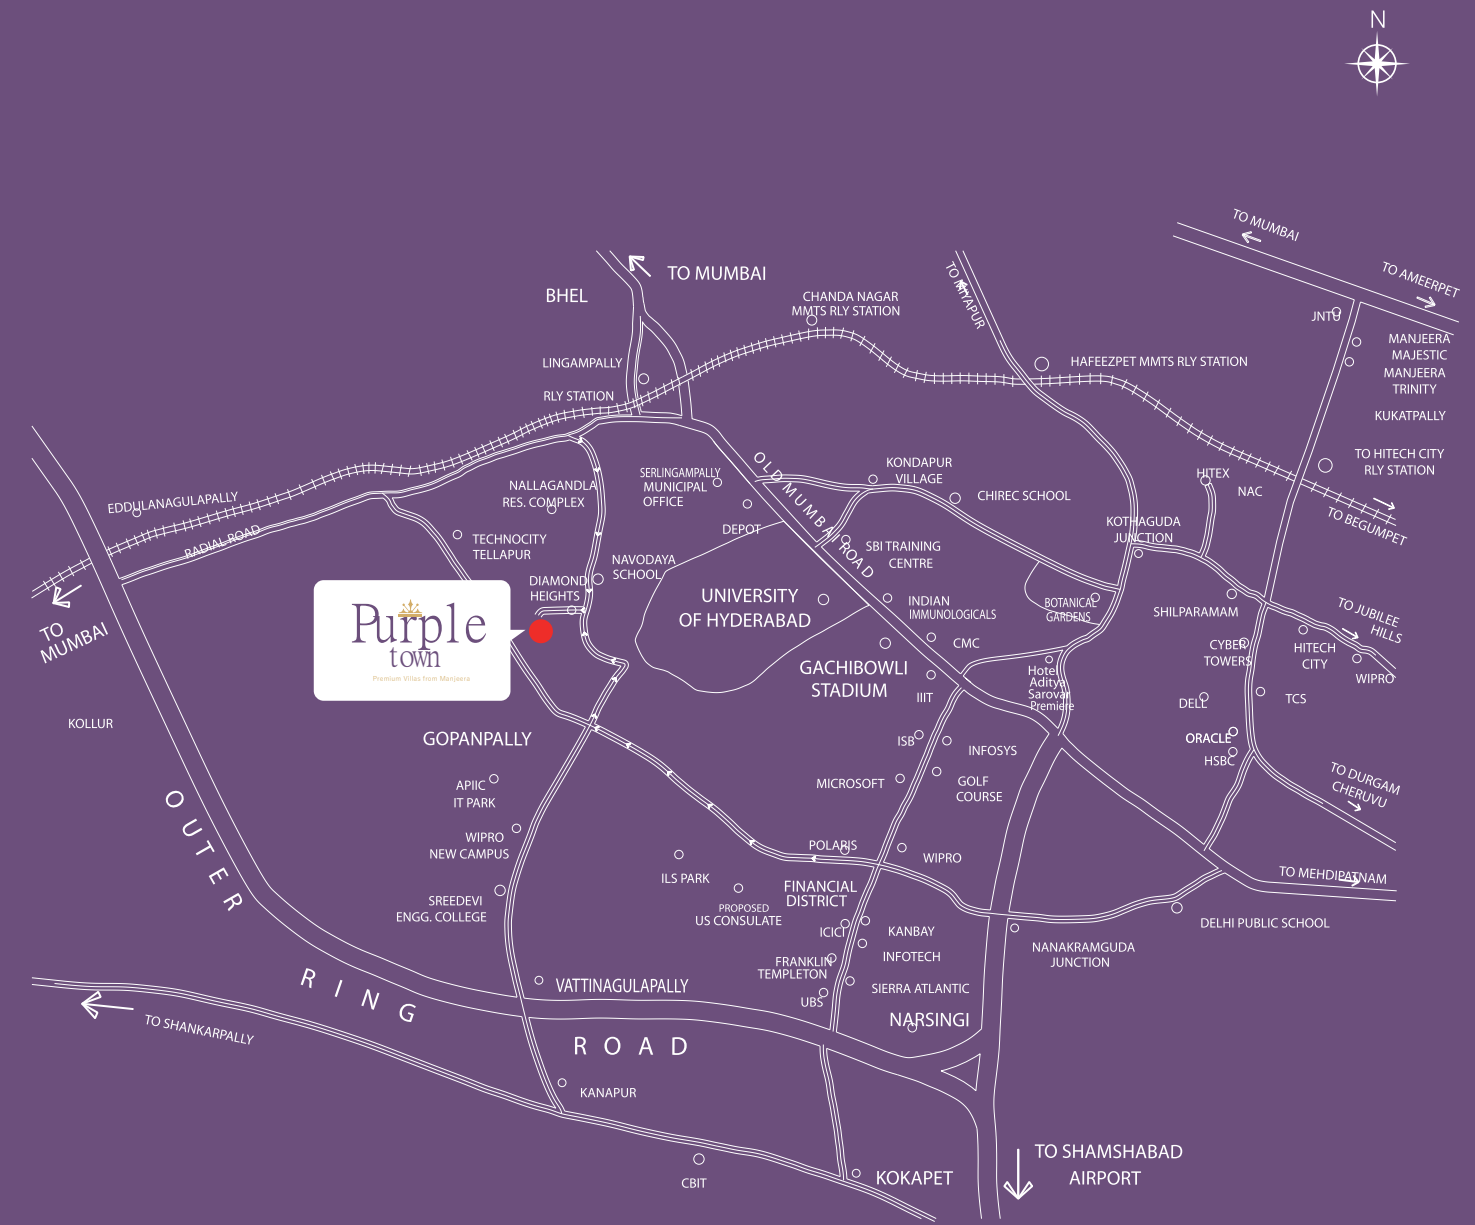 N
TO MUMBAI
TO AMEERPET
TO MUMBAI
BHEL
TO MIYAPUR
CHANDA NAGAR
MMTS RLY STATION
JNTU
MANJEERA
MAJESTIC
MANJEERA
TRINITY
KUKATPALLY
HAFEEZPET MMTS RLY STATION
LINGAMPALLY
RLY STATION
TO HITECH CITY
RLY STATION
HITEX
NAC
TO BEGUMPET
OLD MUMBAI ROAD
KONDAPUR
VILLAGE
CHIREC SCHOOL
SERLINGAMPALLY
MUNICIPAL
OFFICE
NALLAGANDLA
RES. COMPLEX
EDDULANAGULAPALLY
RADIAL ROAD
DEPOT
KOTHAGUDA
JUNCTION
TECHNOCITY
TELLAPUR
SBI TRAINING
CENTRE
NAVODAYA
SCHOOL
DIAMOND
HEIGHTS
UNIVERSITY
OF HYDERABAD
INDIAN
IMMUNOLOGICALS
BOTANICAL
GARDENS
SHILPARAMAM
TO JUBILEE
HILLS
Purple
town
Premium Villas from Manjeera
TO
MUMBAI
CMC
CYBER
TOWERS
HITECH
CITY
WIPRO
GACHIBOWLI
STADIUM
Hotel
Aditya
Sarovar
Premiere
IIIT
DELL
TCS
KOLLUR
GOPANPALLY
ISB
INFOSYS
ORACLE
HSBC
APIIC
IT PARK
MICROSOFT
GOLF
COURSE
TO DURGAM
CHERUVU
OUTER
WIPRO
NEW CAMPUS
POLARIS
WIPRO
ILS PARK
TO MEHDIPATNAM
FINANCIAL
DISTRICT
SREEDEVI
ENGG. COLLEGE
PROPOSED
US CONSULATE
ICICI
KANBAY
DELHI PUBLIC SCHOOL
NANAKRAMGUDA
JUNCTION
FRANKLIN
TEMPLETON
INFOTECH
RING
VATTINAGULAPALLY
UBS
SIERRA ATLANTIC
NARSINGI
TO SHANKARPALLY
ROAD
KANAPUR
CBIT
KOKAPET
TO SHAMSHABAD
AIRPORT